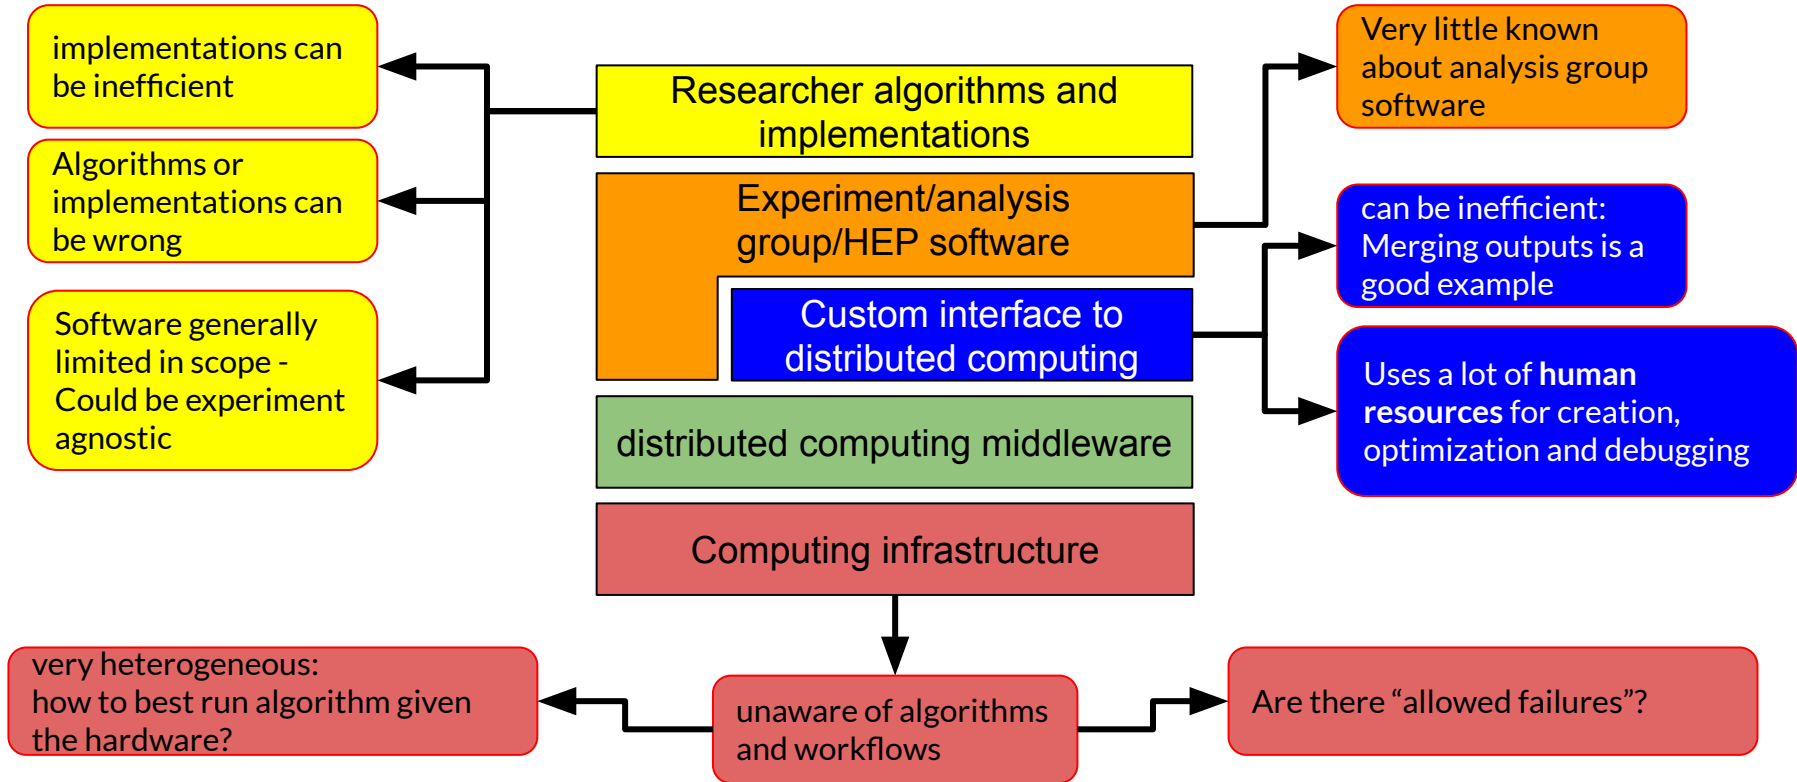 implementations can
be inefficient
Algorithms or
implementations can
be wrong
Software generally
limited in scope -
Could be experiment
agnostic
Researcher algorithms and
implementations
Experiment/analysis
group/HEP software
Custom interface to
distributed computing
distributed computing middleware
Computing infrastructure
Very little known
about analysis group
software
can be inefficient:
Merging outputs is a
good example
Uses a lot of human
resources for creation,
optimization and debugging
very heterogeneous:
how to best run algorithm given
the hardware?
unaware of algorithms
and workflows
Are there “allowed failures”?